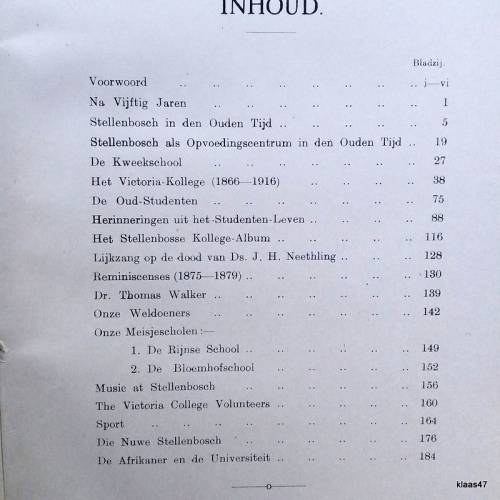 INHOUD.
Bladzij.
Voorword .. .. .. .. .. .. .. j—vj
Na Vijftig Jaren .. .. .. .. .. .. 1
Stellenbosch in den Ouden Tijd .. .. .. .. .. 5
Stellenbosch als Opvoedingscentrum in den Ouden Tijd .. 19
De Kweekschool .. .. .. .. .. .. 27
Het Victoria-Kollege (1866—1916) .. .. .. .. 38
De Oud-Studenten .. .. .. .. .. .. 75
Herinneringen uit het Studenten-Leven .. .. .. .. 88
Het Stellenbosse Kollege-Album .. .. .. .. .. 116
Lijkzang op de dood van Ds. J. H. Neethling .. .. .. 128
Reminiscenses (1875—1879) .. .. .. .. .. 130
Dr. Thomas Walker .. .. .. .. .. .. 139
Onze Weldoeners .. .. .. .. .. .. 142
Onze Meisjescholen:—
1. De Rijnse School .. .. .. .. .. 149
2. De Bloemhofschool .. .. .. .. 152
Music at Stellenbosch .. .. .. .. .. 156
The Victoria College Volunteers .. .. .. .. .. 160
Sport .. .. .. .. .. .. .. 164
Die Nuwe Stellenbosch .. .. .. .. .. 176
De Afrikaner en de Universiteit .. .. .. .. .. 184
o
klaas47